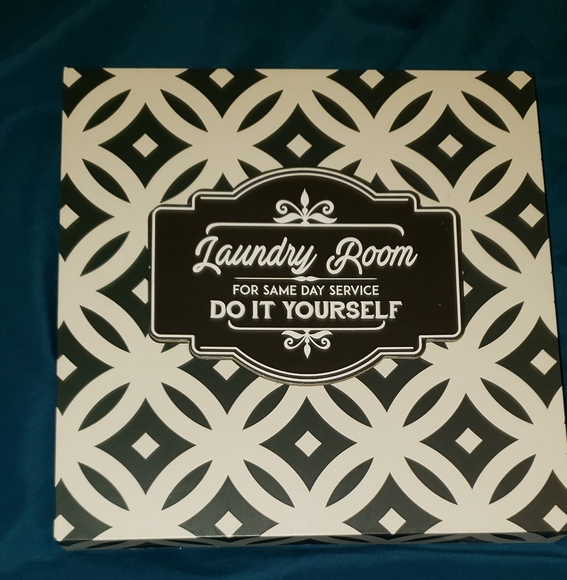 Laundry Room
FOR SAME DAY SERVICE
DO IT YOURSELF